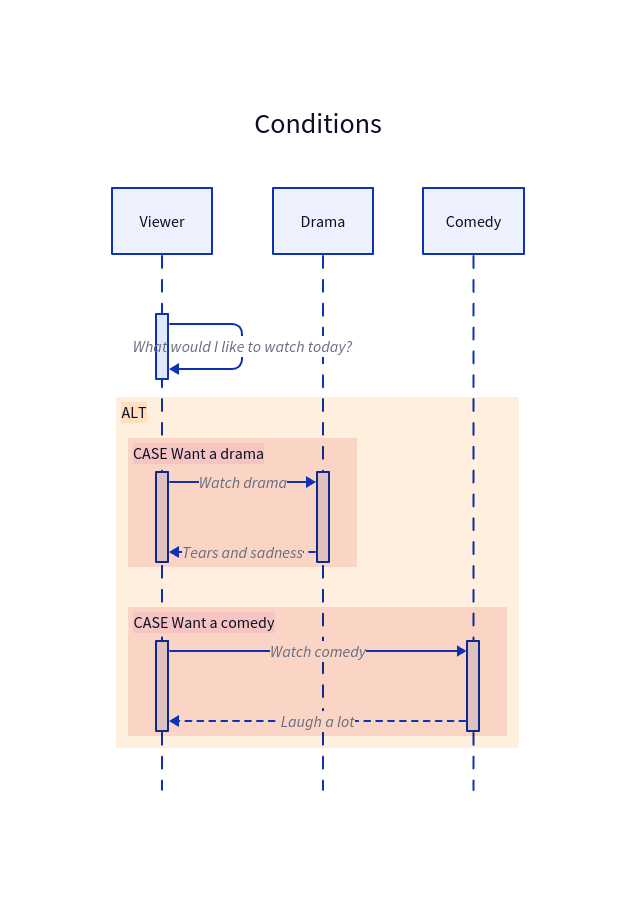 Conditions
Viewer
Drama
Comedy
What would I like to watch today?
ALT
CASE Want a drama
Watch drama
Tears and sadness
CASE Want a comedy
Watch comedy
Laugh a lot